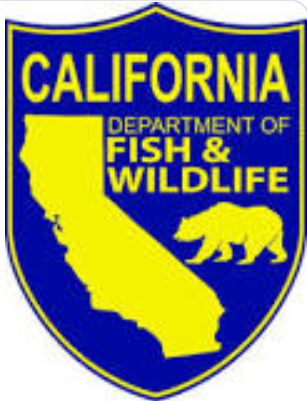 CALIFORNIA
DEPARTMENT OF
FISH &
WILDLIFE